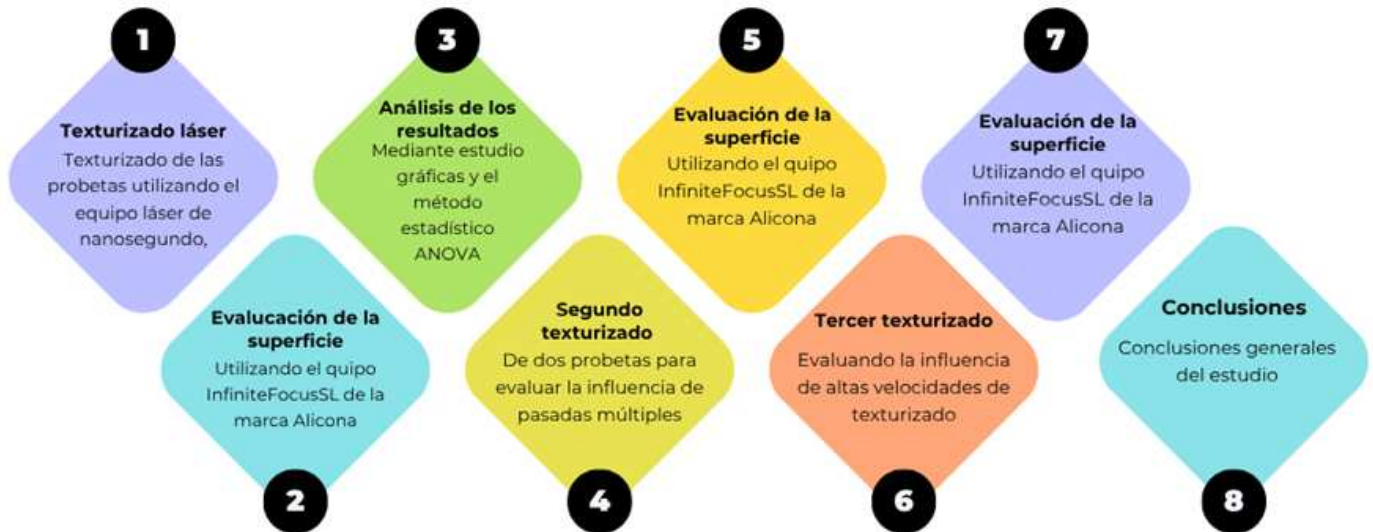 1
Texturizado láser
Texturizado de las
probetas utilizando el
equipo láser de
nanosegundo,
2
Evalucación de la
superficie
Utilizando el quipo
InfiniteFocusSL de la
marca Alicona
3
Análisis de los
resultados
Mediante estudio
gráficas y el
método
estadístico
ANOVA
4
Segundo
texturizado
De dos probetas para
evaluar la influencia de
pasadas múltiples
5
Evaluación de la
superficie
Utilizando el quipo
InfiniteFocusSL de la
marca Alicona
6
Tercer texturizado
Evaluando la influencia
de altas velocidades de
texturizado
7
Evaluación de la
superficie
Utilizando el quipo
InfiniteFocusSL de la
marca Alicona
8
Conclusiones
Conclusiones generales
del estudio